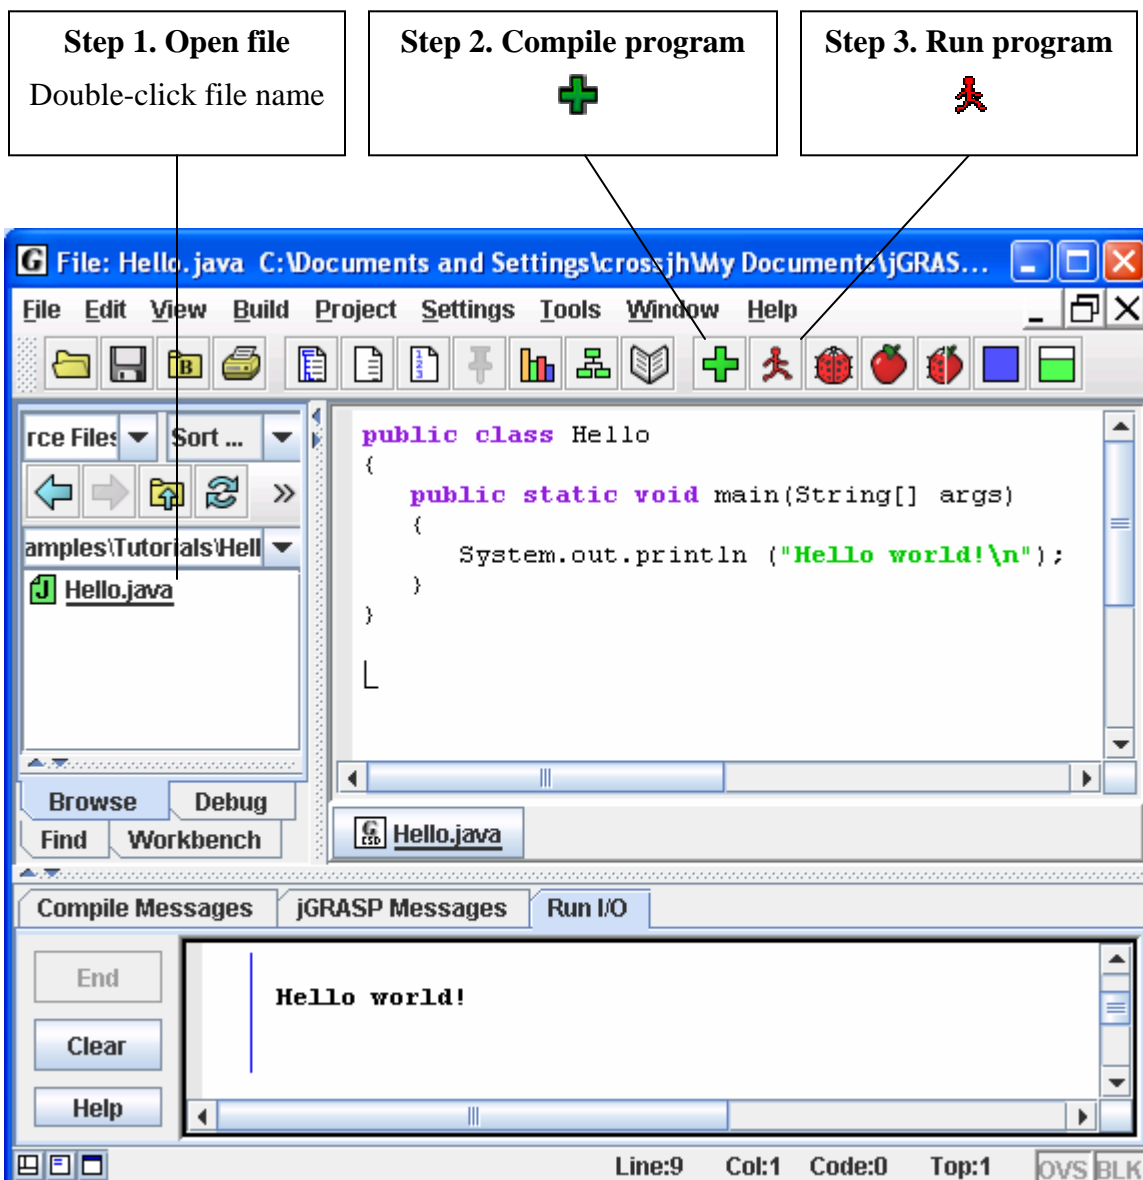 Step 1. Open file
Double-click file name
Step 2. Compile program
Step 3. Run program
File: Hello.java C:\Documents and Settings\crossjh\My Documents\jGRAS...
File Edit View Build Project Settings Tools Window Help
rce Files Sort ...
amples\Tutorials\Hell
Hello.java
Browse Debug
Find Workbench
public class Hello
{
public static void main(String[] args)
{
System.out.println ("Hello world!\n");
}
}
Hello.java
Compile Messages jGRASP Messages Run I/O
End
Clear
Help
Hello world!
Line:9 Col:1 Code:0 Top:1 OVS BLK